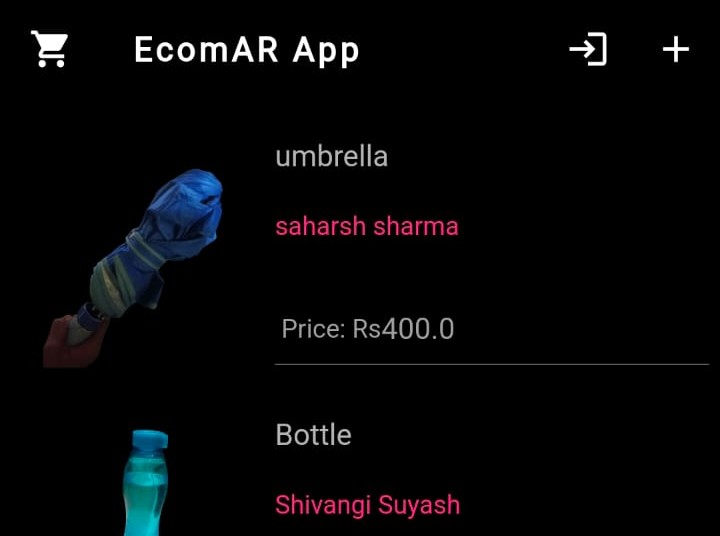 EcomAR App
umbrella
saharsh sharma
Price: Rs400.0
Bottle
Shivangi Suyash